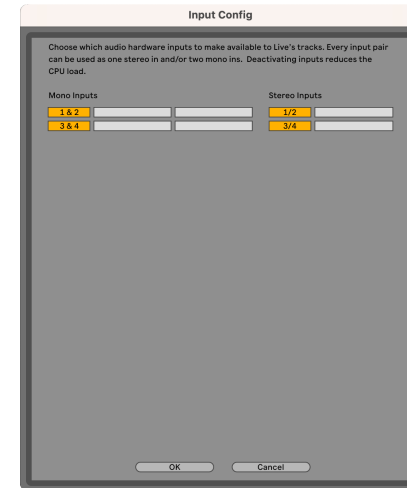 Input Config
Choose which audio hardware inputs to make available to Live's tracks. Every input pair
can be used as one stereo in and/or two mono ins. Deactivating inputs reduces the
CPU load.
Mono Inputs Stereo Inputs
1 & 2 1/2
3 & 4 3/4
OK Cancel